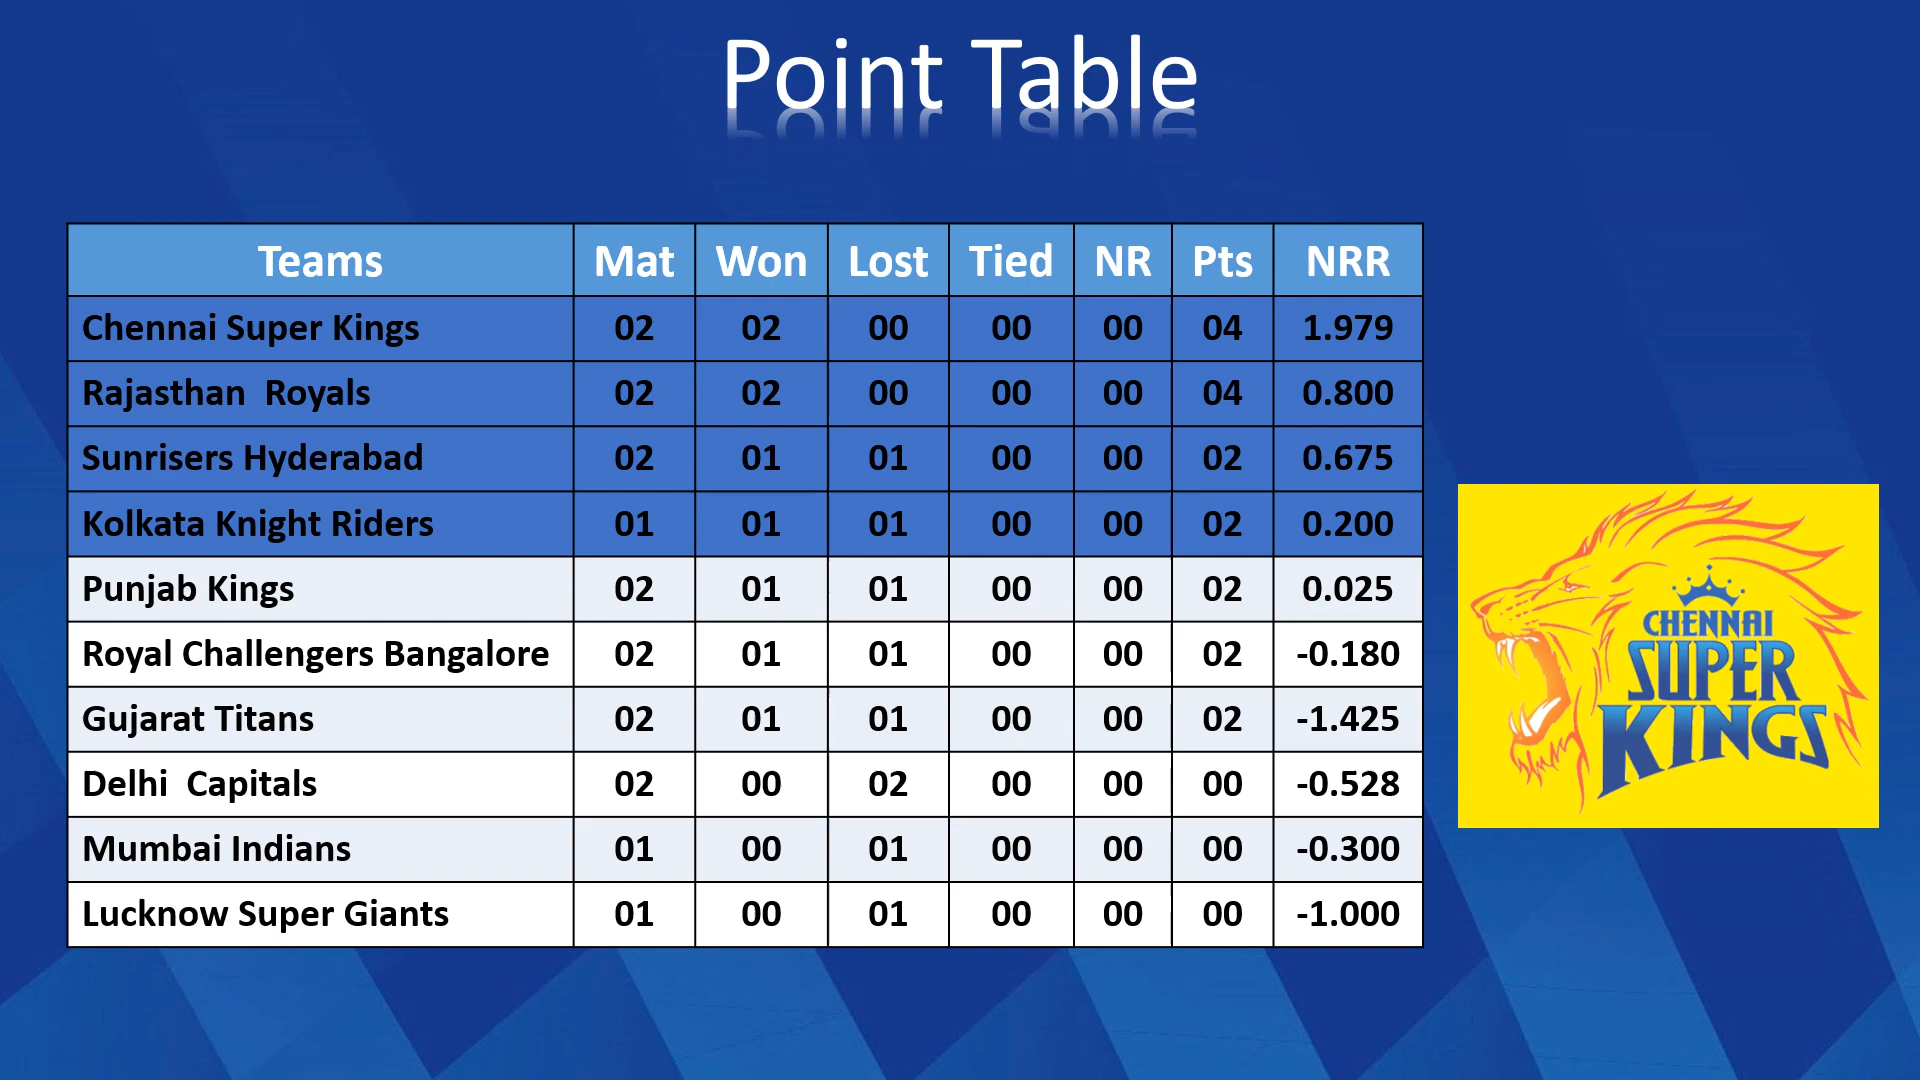 Point Table
Teams Mat Won Lost Tied NR Pts NRR
Chennai Super Kings 02 02 00 00 00 04 1.979
Rajasthan Royals 02 02 00 00 00 04 0.800
Sunrisers Hyderabad 02 01 01 00 00 02 0.675
Kolkata Knight Riders 01 01 01 00 00 02 0.200
Punjab Kings 02 01 01 00 00 02 0.025
Royal Challengers Bangalore 02 01 01 00 00 02 -0.180
Gujarat Titans 02 01 01 00 00 02 -1.425
Delhi Capitals 02 00 02 00 00 00 -0.528
Mumbai Indians 01 00 01 00 00 00 -0.300
Lucknow Super Giants 01 00 01 00 00 00 -1.000
CHENNAI
SUPER
KINGS